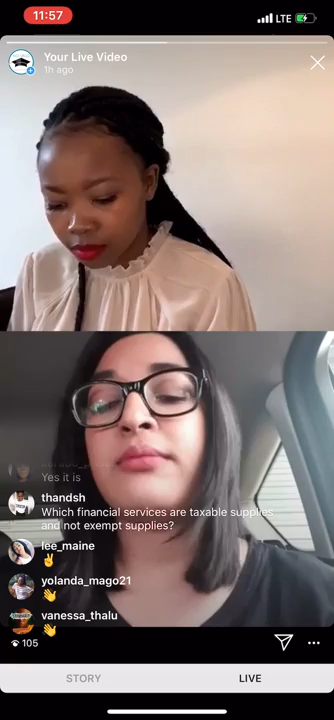 11:57
LTE
Your Live Video
1h ago
Yes it is
thandsh
Which financial services are taxable supplies
and not exempt supplies?
lee_maine
✌
yolanda_mago21
👋
vanessa_thalu
👋
105
STORY
LIVE